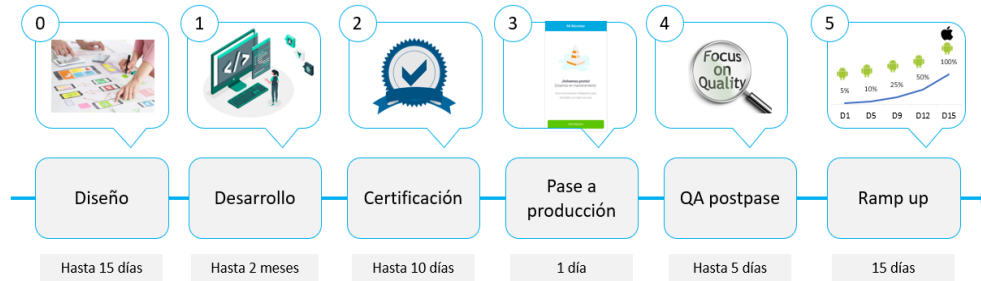 0
1
2
3
4
5
</>
Focus
on
Quality
5%
10%
25%
50%
100%
D1
D5
D9
D12
D15
Diseño
Desarrollo
Certificación
Pase a
producción
QA postpase
Ramp up
Hasta 15 días
Hasta 2 meses
Hasta 10 días
1 día
Hasta 5 días
15 días